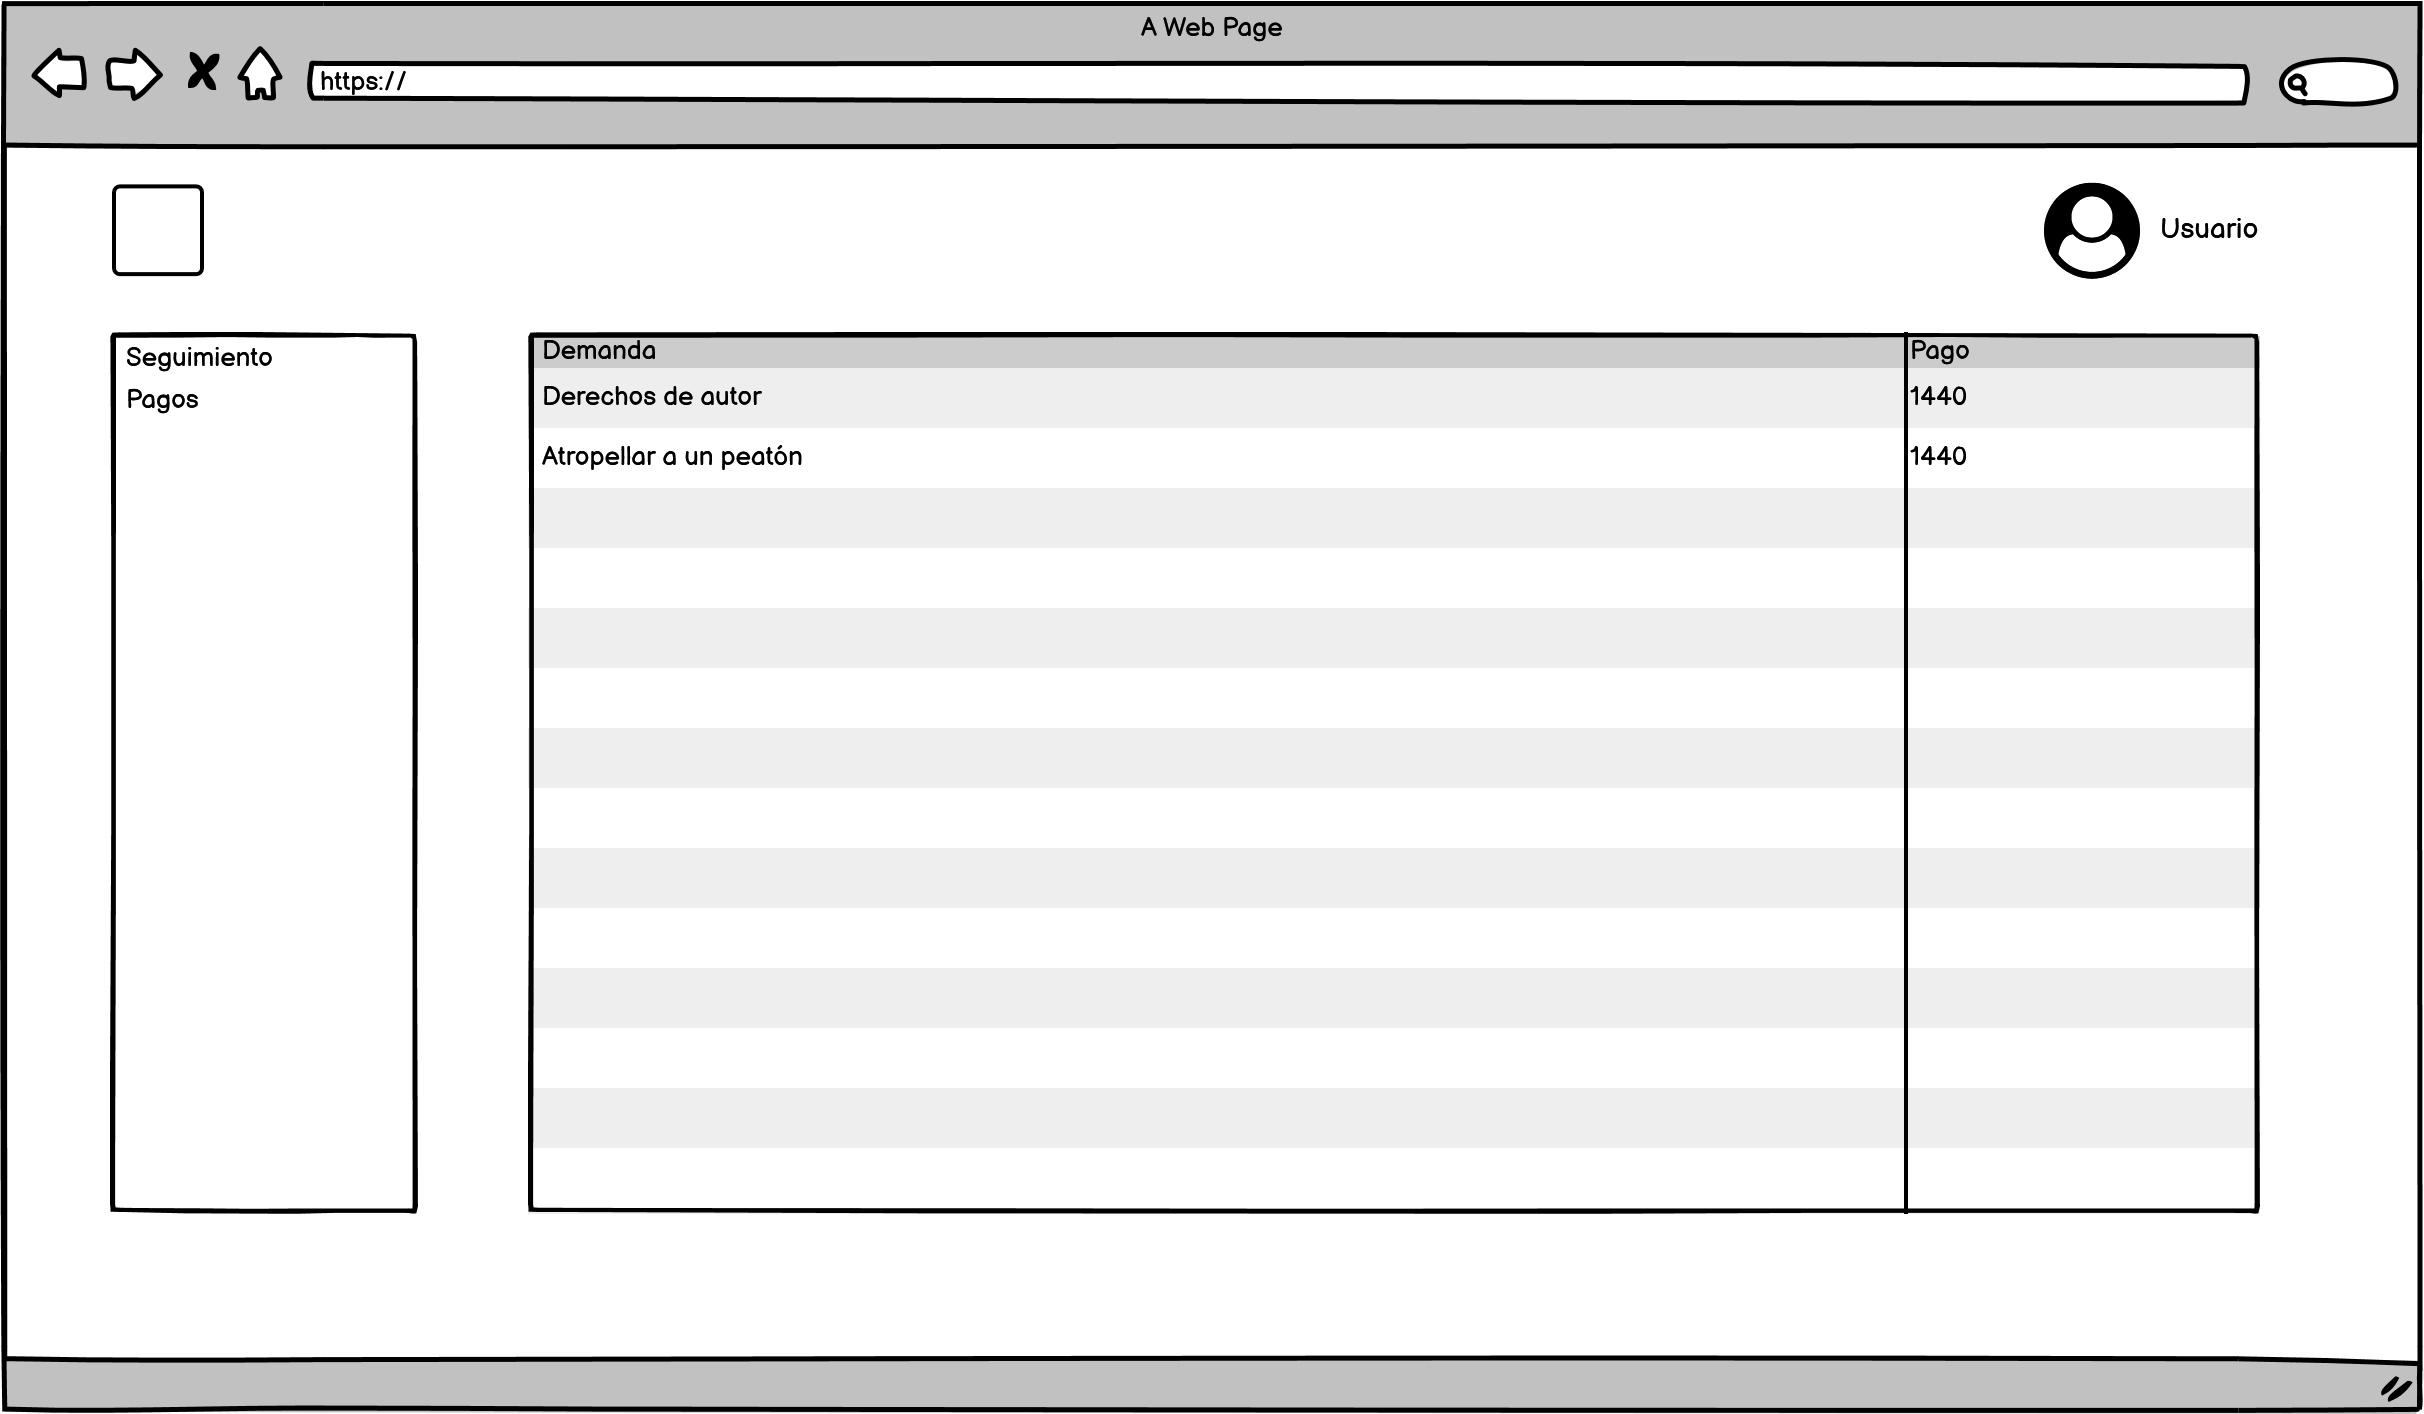 A Web Page
https://
Usuario
Seguimiento
Pagos
Demanda Pago
Derechos de autor 1440
Atropellar a un peatón 1440